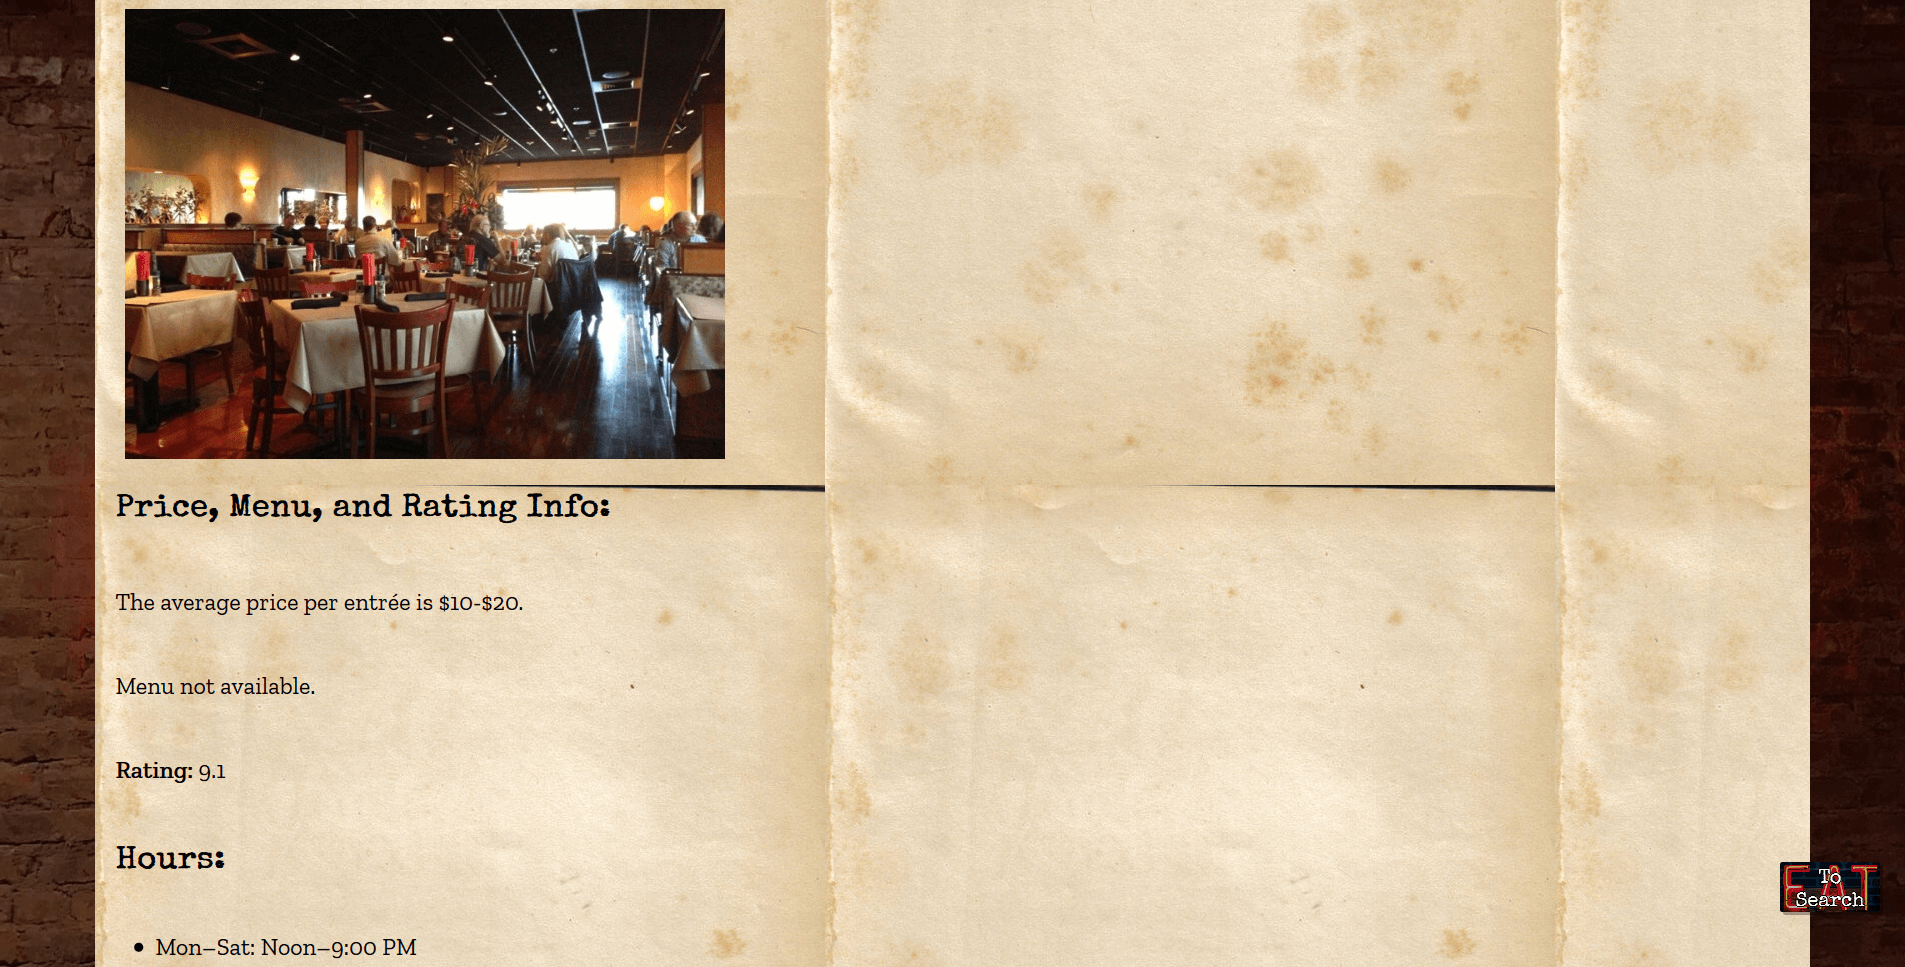 Price, Menu, and Rating Info:
The average price per entrée is $10-$20.
Menu not available.
Rating: 9.1
Hours:
• Mon–Sat: Noon–9:00 PM
EAT
To
Search